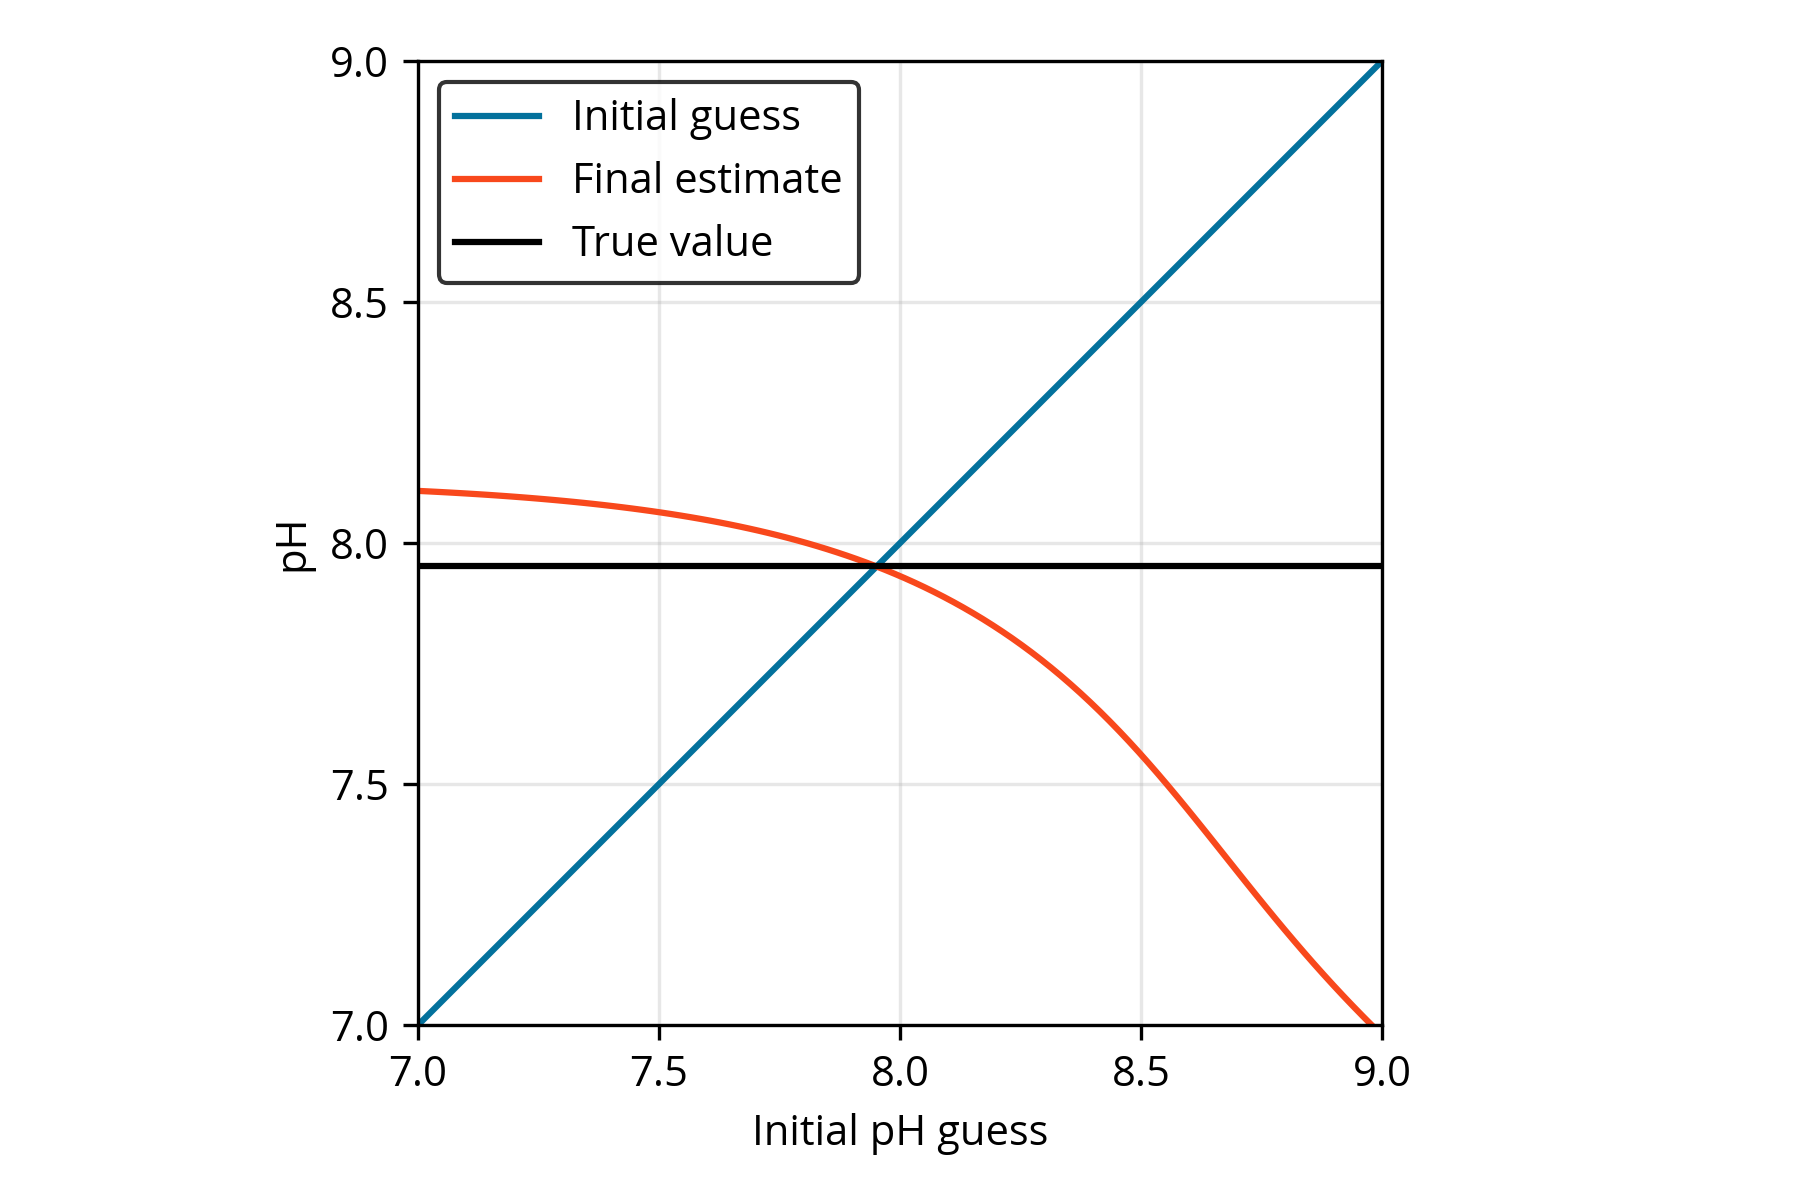 9.0
Initial guess
Final estimate
True value
8.5
pH
8.0
7.5
7.0
7.0 7.5 8.0 8.5 9.0
Initial pH guess